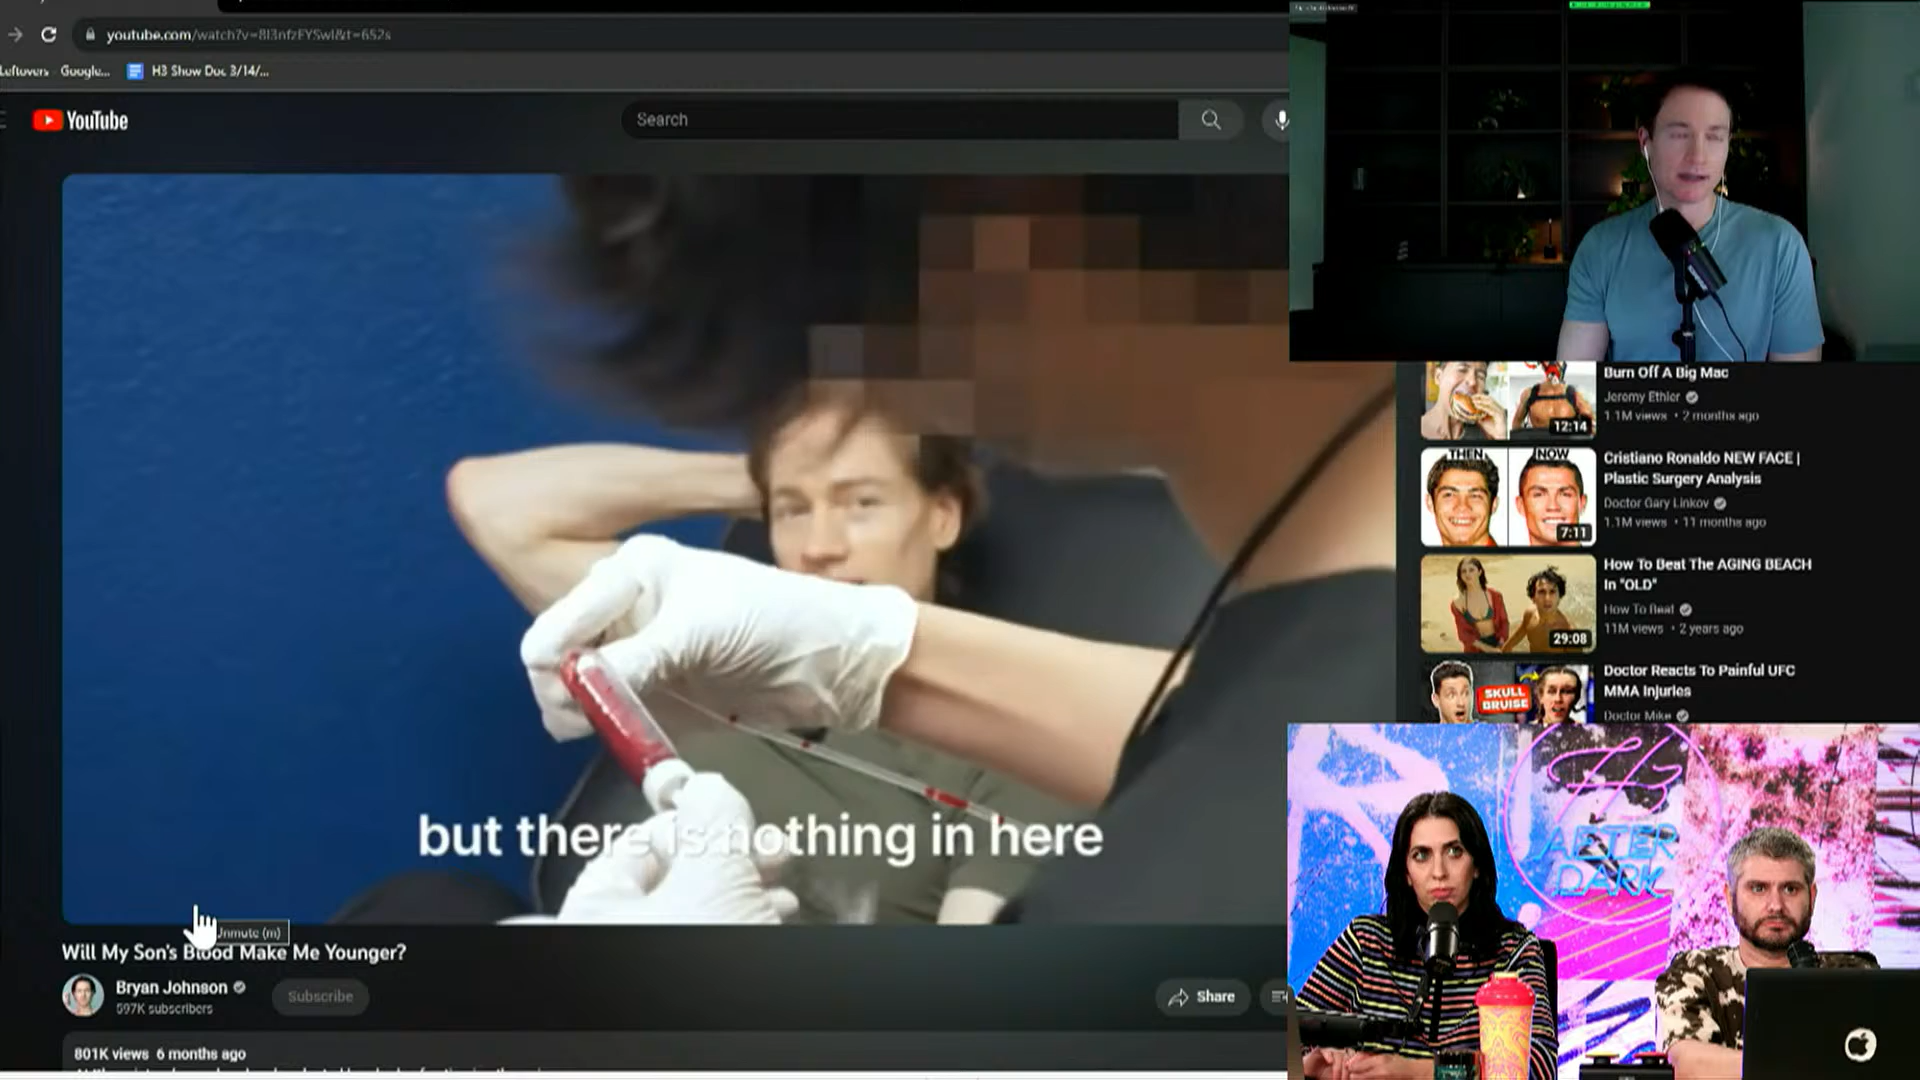 youtube.com/watch?v=8I3nfzFYSwI&t=652s
Leftovers - Google...
H3 Show Doc 3/14/...
YouTube
Search
but there is nothing in here
Unmute (m)
Will My Son's Blood Make Me Younger?
Bryan Johnson
597K subscribers
Subscribe
Share
801K views 6 months ago
Burn Off A Big Mac
Jeremy Ethier
1.1M views • 2 months ago
12:14
THEN NOW
Cristiano Ronaldo NEW FACE |
Plastic Surgery Analysis
Doctor Gary Linkov
1.1M views • 11 months ago
7:11
How To Beat The AGING BEACH
In "OLD"
How To Beat
11M views • 2 years ago
29:08
Doctor Reacts To Painful UFC
MMA Injuries
Doctor Mike
SKULL
BRUISE
H3
AFTER
DARK